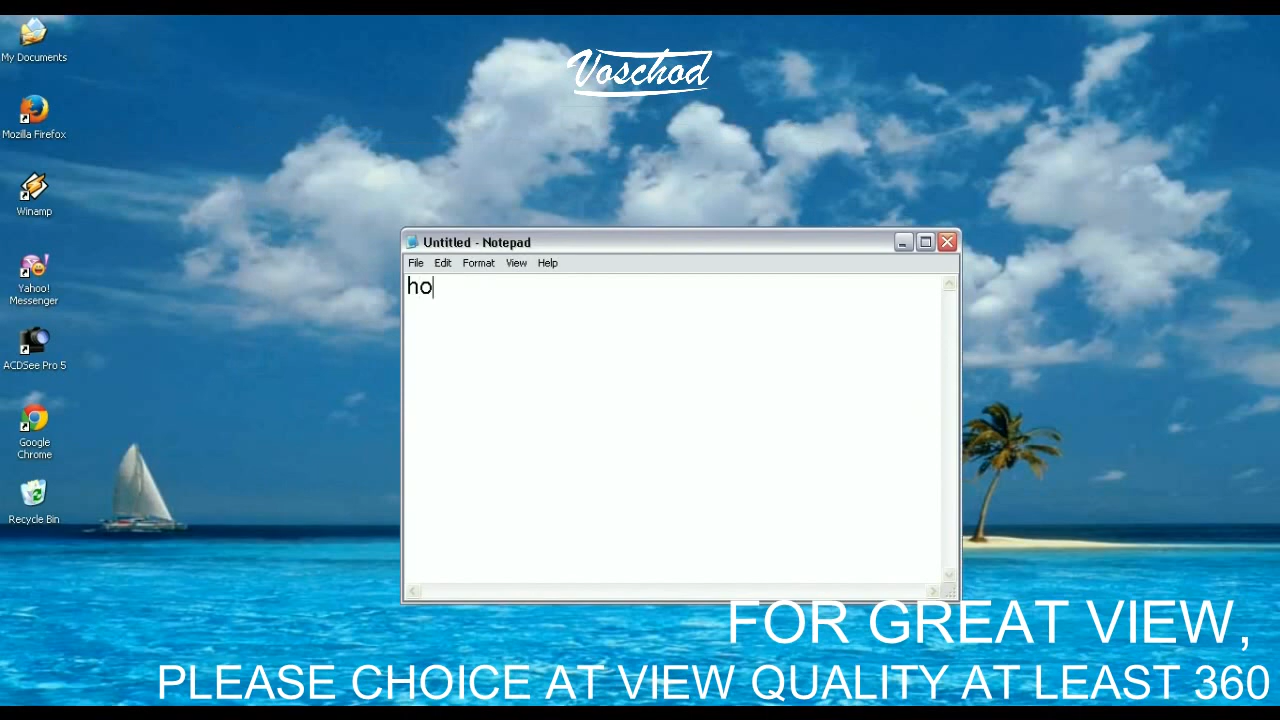 My Documents
Voschod
Mozilla Firefox
Winamp
Untitled - Notepad
File Edit Format View Help
ho
Yahoo!
Messenger
ACDSee Pro 5
Google
Chrome
Recycle Bin
FOR GREAT VIEW,
PLEASE CHOICE AT VIEW QUALITY AT LEAST 360